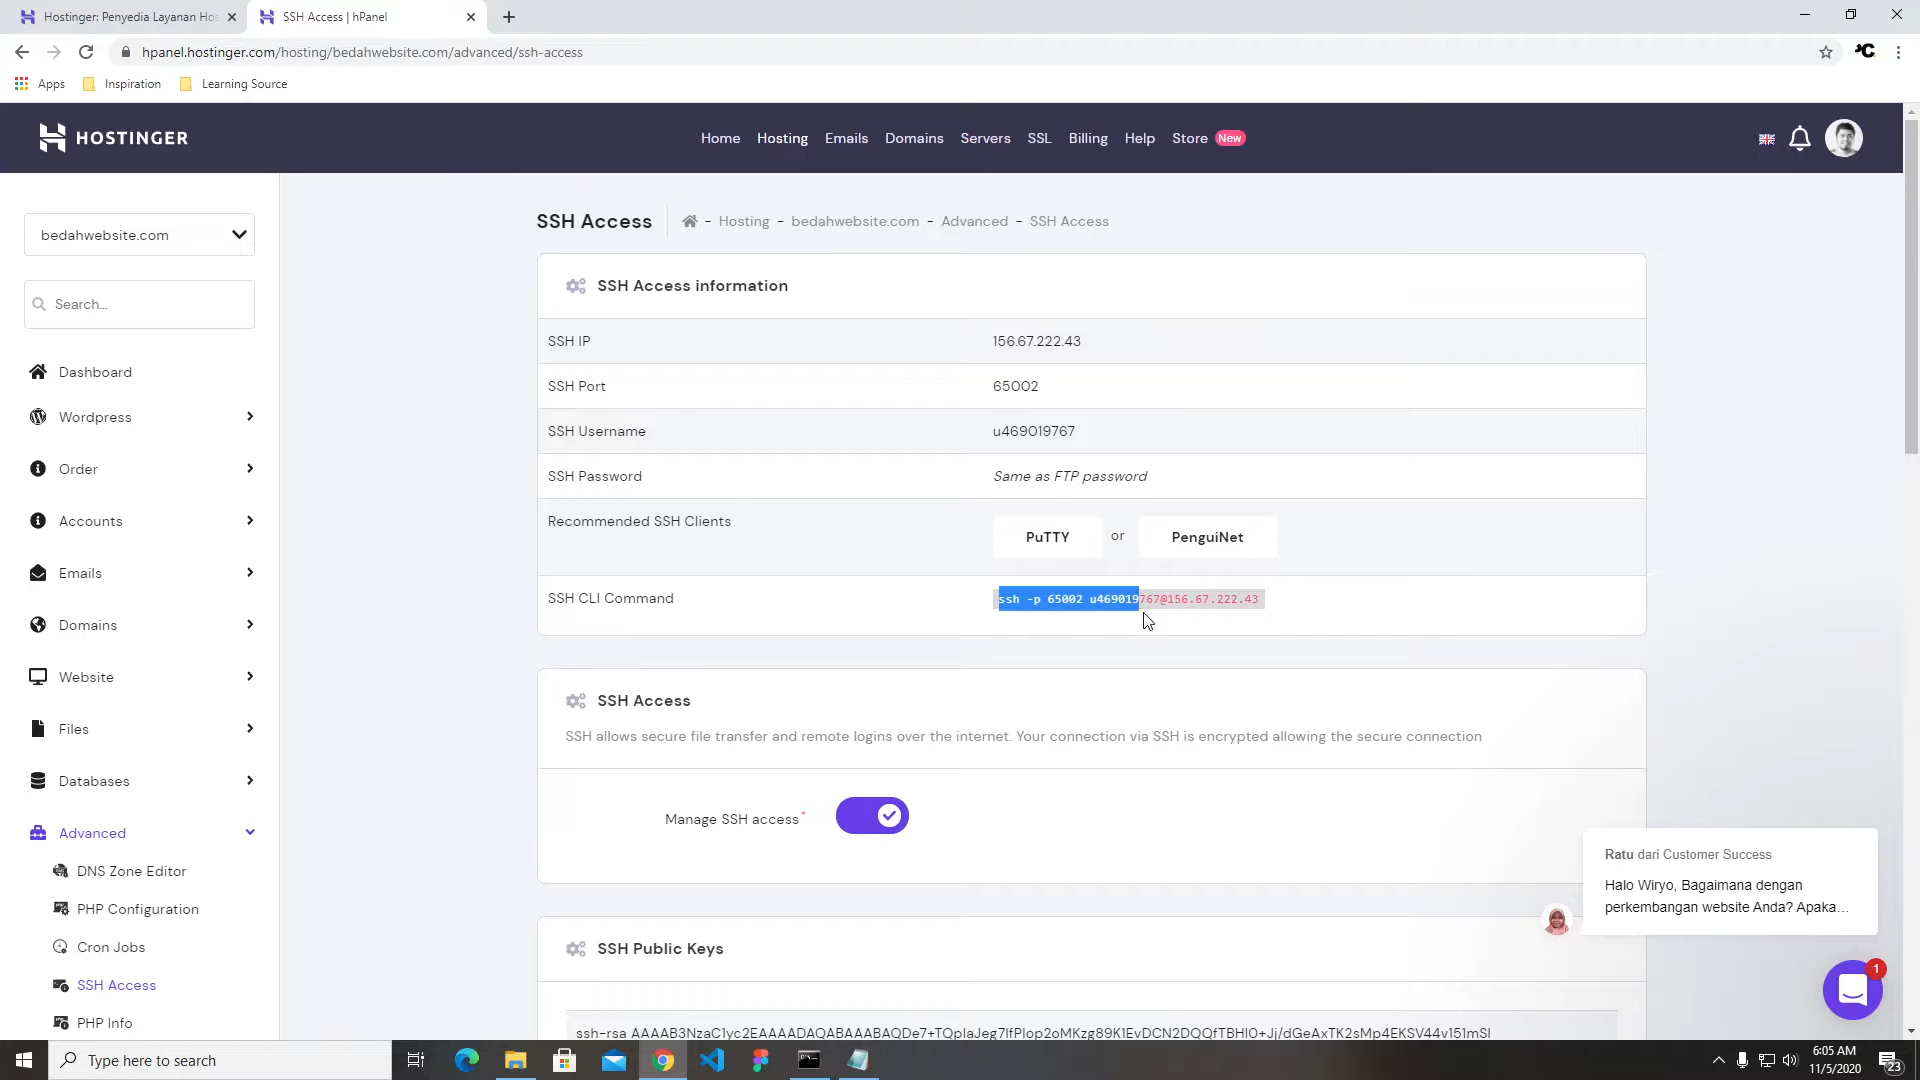 Hostinger: Penyedia Layanan Hos
SSH Access | hPanel
hpanel.hostinger.com/hosting/bedahwebsite.com/advanced/ssh-access
Apps
Inspiration
Learning Source
HOSTINGER
Home
Hosting
Emails
Domains
Servers
SSL
Billing
Help
Store
New
bedahwebsite.com
Search...
Dashboard
Wordpress
Order
Accounts
Emails
Domains
Website
Files
Databases
Advanced
DNS Zone Editor
PHP Configuration
Cron Jobs
SSH Access
PHP Info
SSH Access
- Hosting - bedahwebsite.com - Advanced - SSH Access
SSH Access information
SSH IP 156.67.222.43
SSH Port 65002
SSH Username u469019767
SSH Password Same as FTP password
Recommended SSH Clients PuTTY or PenguiNet
SSH CLI Command ssh -p 65002 u469019767@156.67.222.43
SSH Access
SSH allows secure file transfer and remote logins over the internet. Your connection via SSH is encrypted allowing the secure connection
Manage SSH access*
SSH Public Keys
ssh-rsa
Ratu dari Customer Success
Halo Wiryo, Bagaimana dengan
perkembangan website Anda? Apaka...
1
Type here to search
6:05 AM
11/5/2020
23